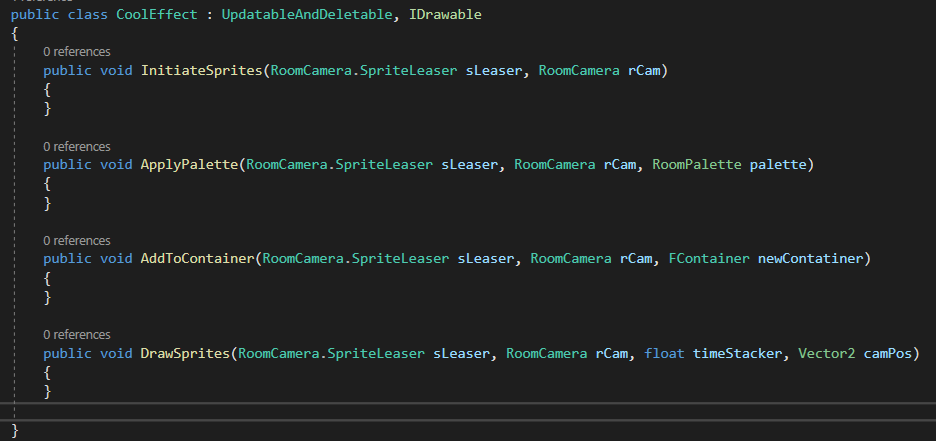 public class CoolEffect : UpdatableAndDeletable, IDrawable
{
0 references
public void InitiateSprites(RoomCamera.SpriteLeaser sLeaser, RoomCamera rCam)
{
}
0 references
public void ApplyPalette(RoomCamera.SpriteLeaser sLeaser, RoomCamera rCam, RoomPalette palette)
{
}
0 references
public void AddToContainer(RoomCamera.SpriteLeaser sLeaser, RoomCamera rCam, FContainer newContatiner)
{
}
0 references
public void DrawSprites(RoomCamera.SpriteLeaser sLeaser, RoomCamera rCam, float timeStacker, Vector2 camPos)
{
}
}